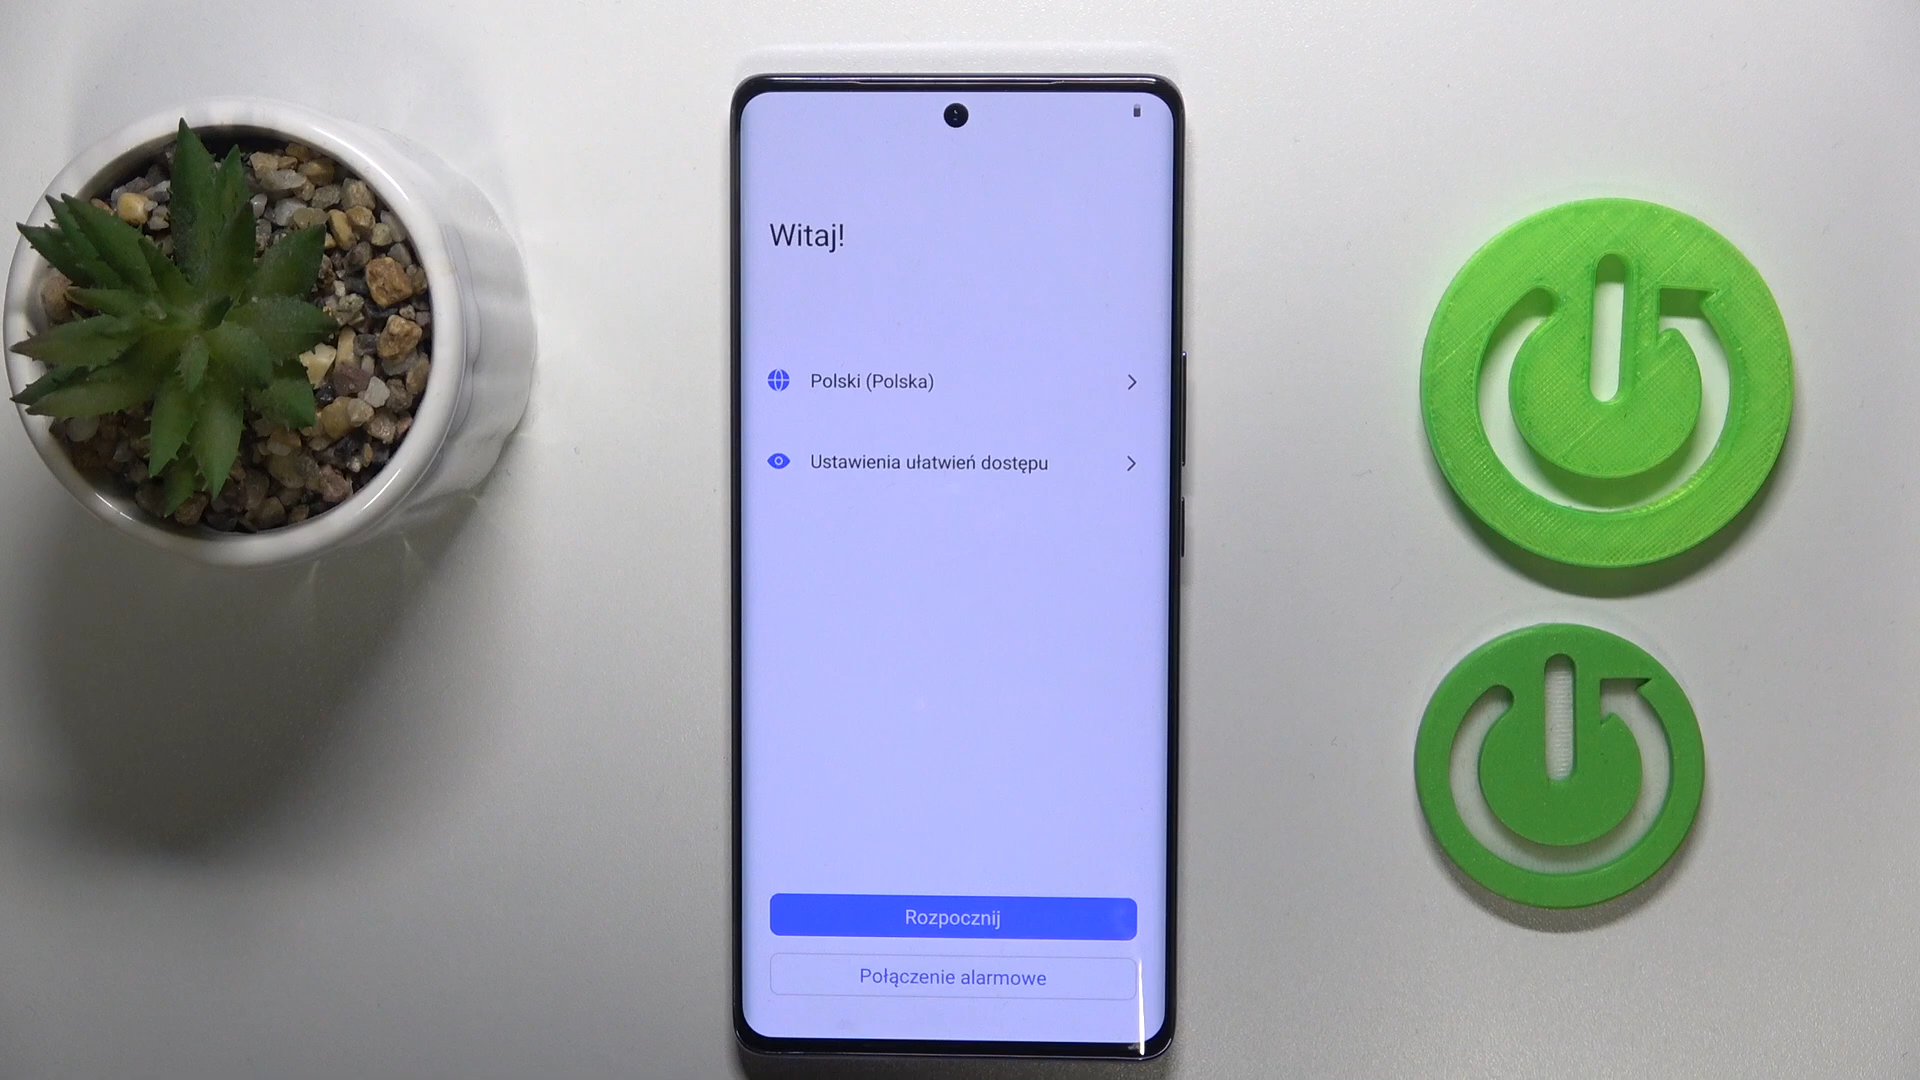 Witaj!
Polski (Polska)
Ustawienia ułatwień dostępu
Rozpocznij
Połączenie alarmowe